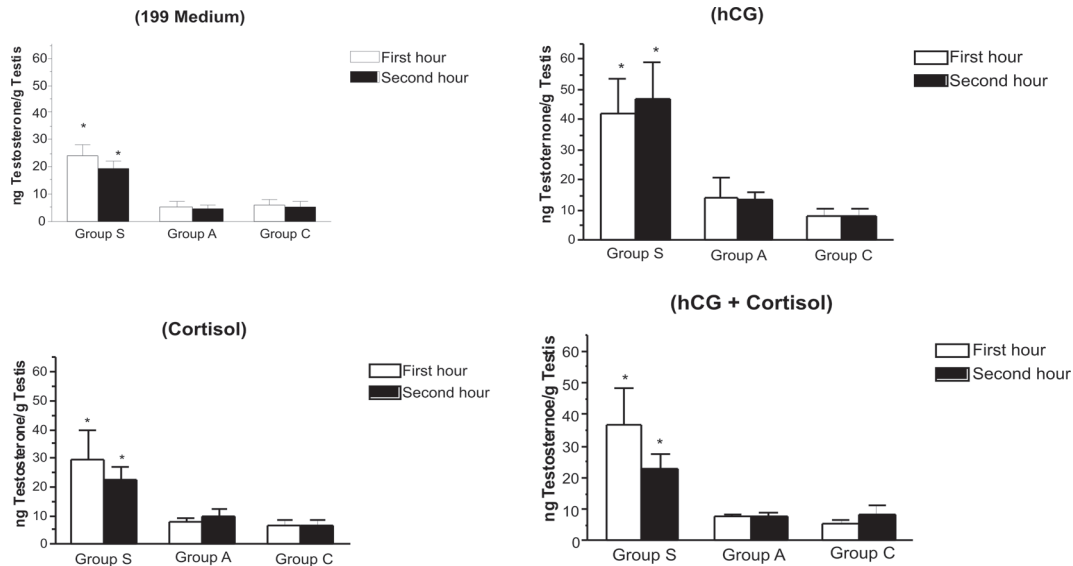 (199 Medium)
ng Testosterone/g Testis
60
50
40
30
20
10
0
*
*
Group S
Group A
Group C
First hour
Second hour
(hCG)
ng Testoternone/g Testis
60
50
40
30
20
10
0
*
*
Group S
Group A
Group C
First hour
Second hour
(Cortisol)
ng Testosterone/g Testis
60
50
40
30
20
10
0
*
*
Group S
Group A
Group C
First hour
Second hour
(hCG + Cortisol)
ng Testosternoe/g Testis
60
50
40
30
20
10
0
*
*
Group S
Group A
Group C
First hour
Second hour